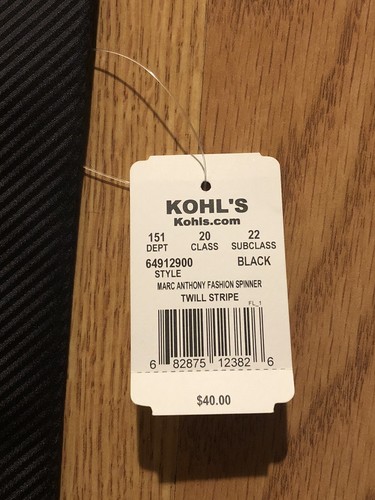 KOHL'S
Kohls.com
151 20 22
DEPT CLASS SUBCLASS
64912900 BLACK
STYLE
MARC ANTHONY FASHION SPINNER
TWILL STRIPE
FL_1
6 82875 12382 6
$40.00